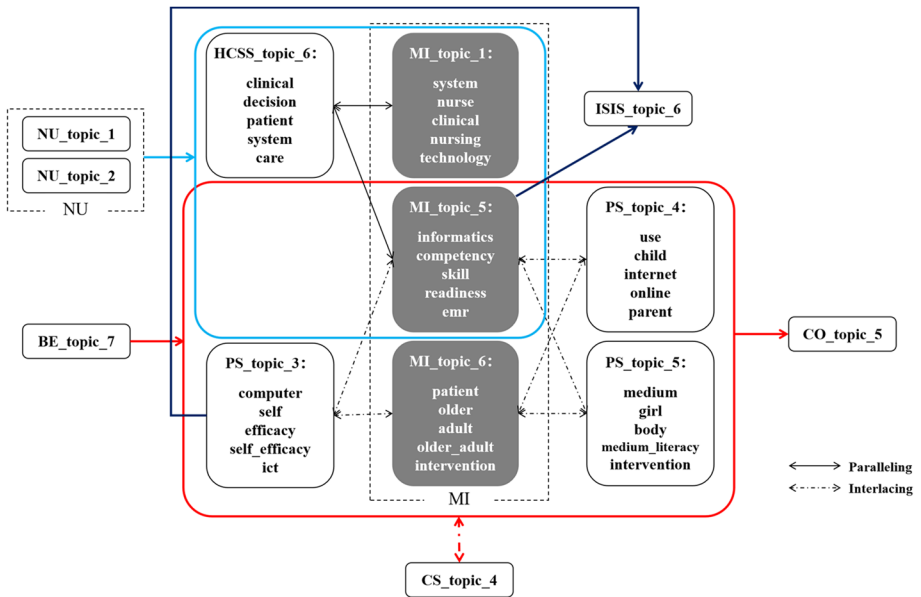 HCSS_topic_6:
clinical
decision
patient
system
care
MI_topic_1:
system
nurse
clinical
nursing
technology
ISIS_topic_6
NU_topic_1
NU_topic_2
NU
MI_topic_5:
informatics
competency
skill
readiness
emr
PS_topic_4:
use
child
internet
online
parent
BE_topic_7
CO_topic_5
PS_topic_3:
computer
self
efficacy
self_efficacy
ict
MI_topic_6:
patient
older
adult
older_adult
intervention
PS_topic_5:
medium
girl
body
medium_literacy
intervention
MI
Paralleling
Interlacing
CS_topic_4